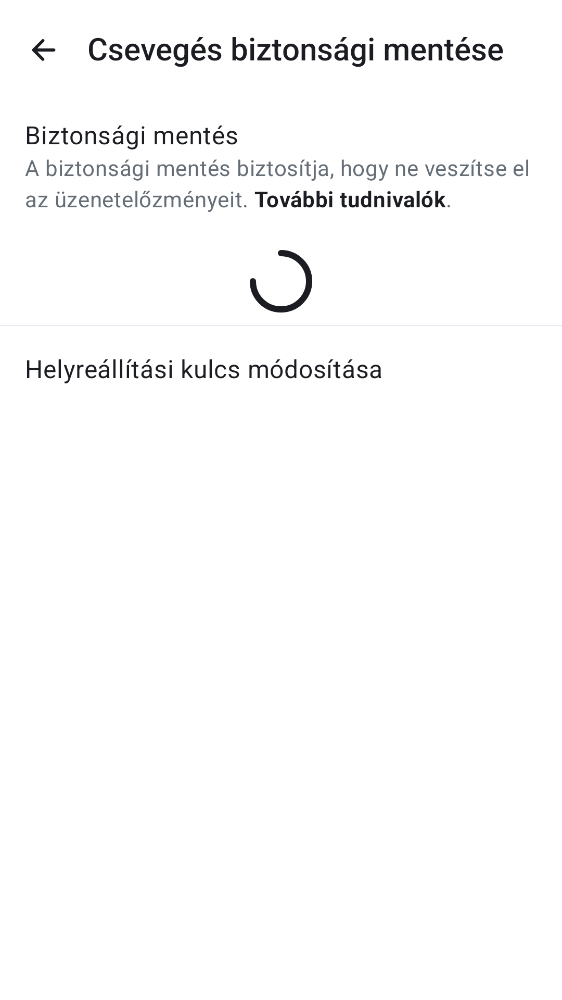 Csevegés biztonsági mentése
Biztonsági mentés
A biztonsági mentés biztosítja, hogy ne veszítse el
az üzenetelőzményeit. További tudnivalók.
Helyreállítási kulcs módosítása